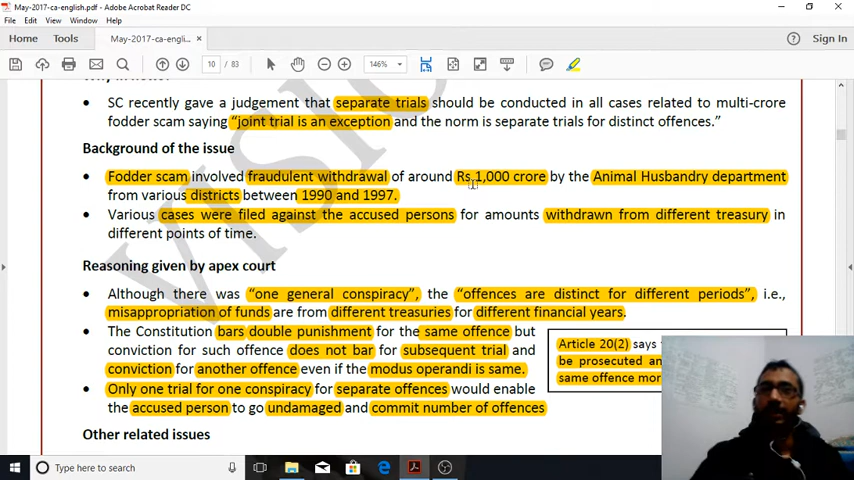 May-2017-ca-english.pdf - Adobe Acrobat Reader DC
File Edit View Window Help
Home Tools May-2017-ca-engli... × Sign In
10 / 83 146%
SC recently gave a judgement that separate trials should be conducted in all cases related to multi-crore
fodder scam saying “joint trial is an exception and the norm is separate trials for distinct offences.”
Background of the issue
Fodder scam involved fraudulent withdrawal of around Rs.1,000 crore by the Animal Husbandry department
from various districts between 1990 and 1997.
Various cases were filed against the accused persons for amounts withdrawn from different treasury in
different points of time.
Reasoning given by apex court
Although there was “one general conspiracy”, the “offences are distinct for different periods”, i.e.,
misappropriation of funds are from different treasuries for different financial years.
The Constitution bars double punishment for the same offence but
conviction for such offence does not bar for subsequent trial and
conviction for another offence even if the modus operandi is same.
Only one trial for one conspiracy for separate offences would enable
the accused person to go undamaged and commit number of offences
Article 20(2) says
be prosecuted an
same offence mor
Other related issues
Type here to search